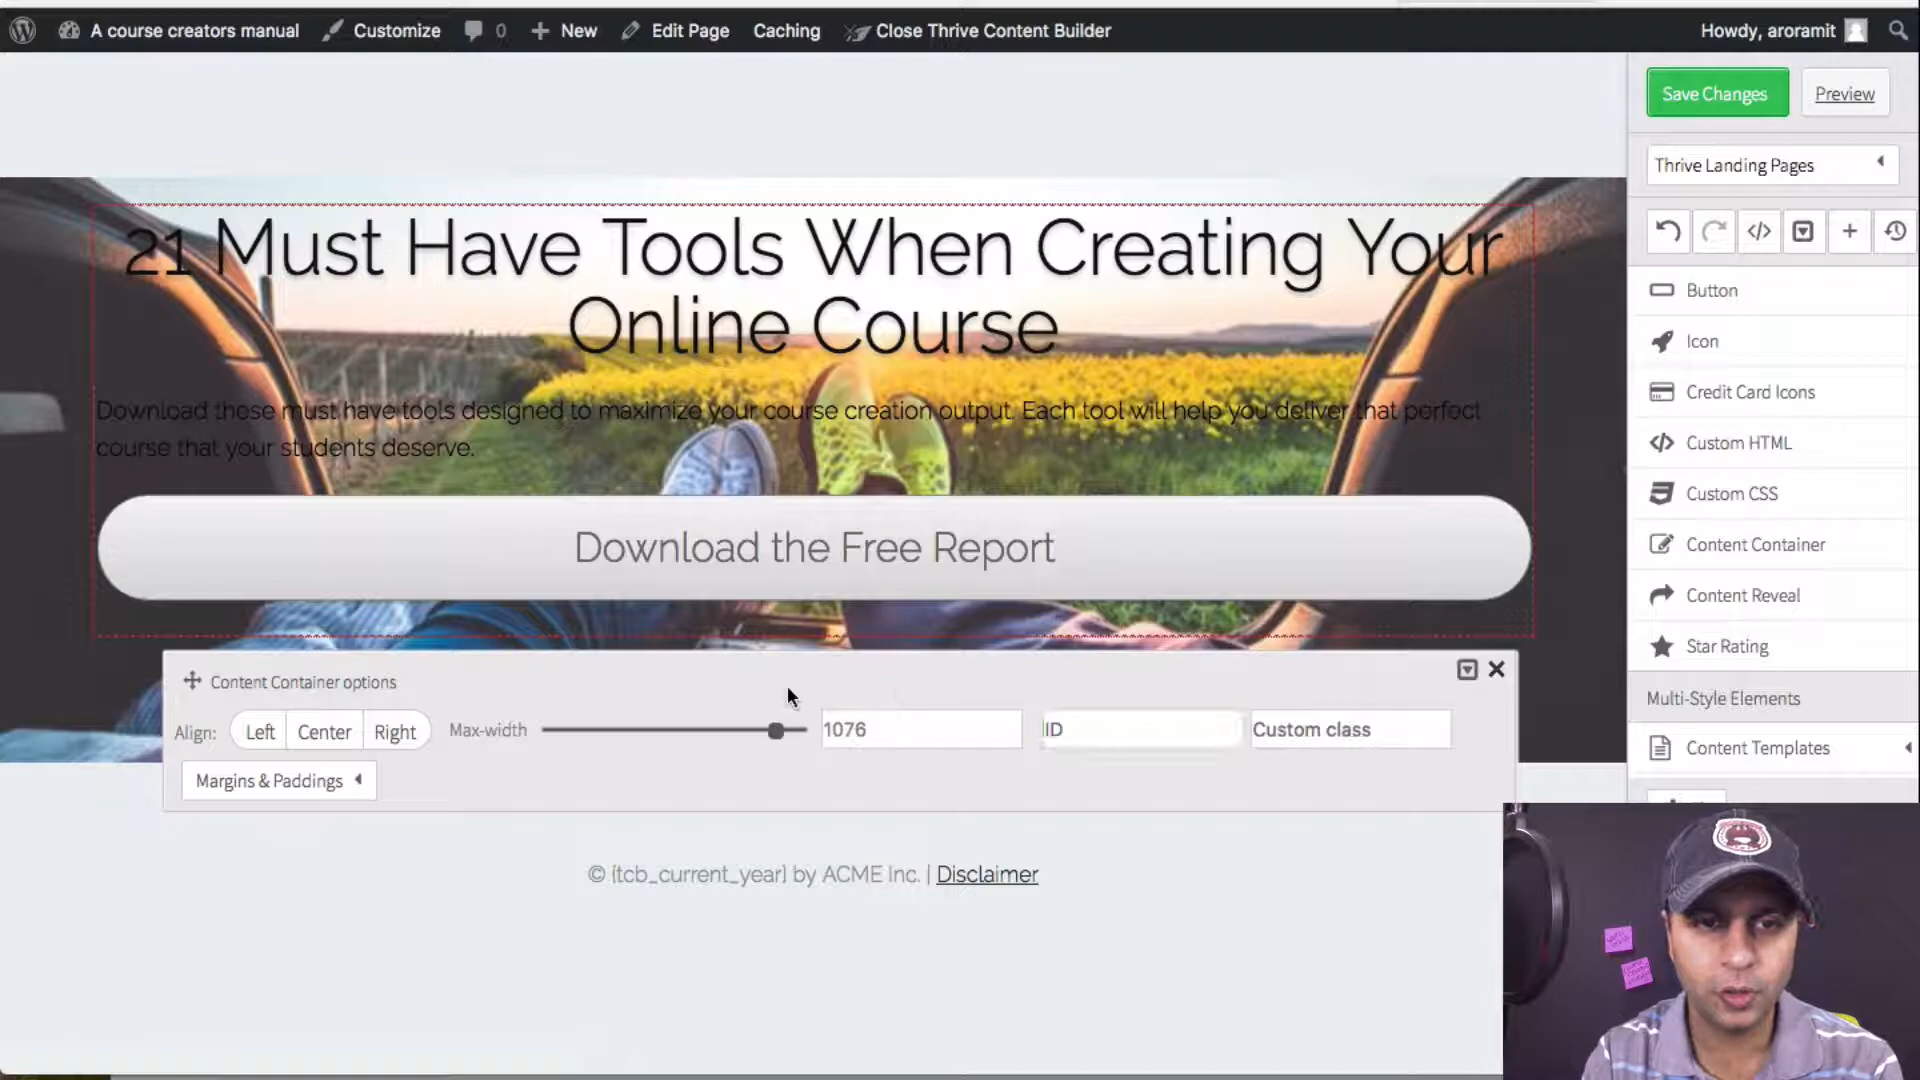 A course creators manual Customize 0 New Edit Page Caching Close Thrive Content Builder Howdy, aroramit
Save Changes Preview
Thrive Landing Pages
21 Must Have Tools When Creating Your
Online Course
Download these must have tools designed to maximize your course creation output. Each tool will help you deliver that perfect
course that your students deserve.
Download the Free Report
Button
Icon
Credit Card Icons
Custom HTML
Custom CSS
Content Container
Content Reveal
Star Rating
Multi-Style Elements
Content Templates
Content Container options
Align: Left Center Right Max-width 1076 ID Custom class
Margins & Paddings
© {tcb_current_year} by ACME Inc. | Disclaimer